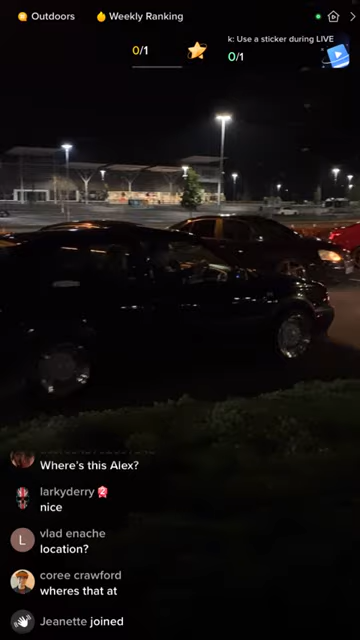 Outdoors
Weekly Ranking
0/1
k: Use a sticker during LIVE
0/1
Where's this Alex?
larkyderry
nice
vlad enache
location?
coree crawford
wheres that at
Jeanette joined